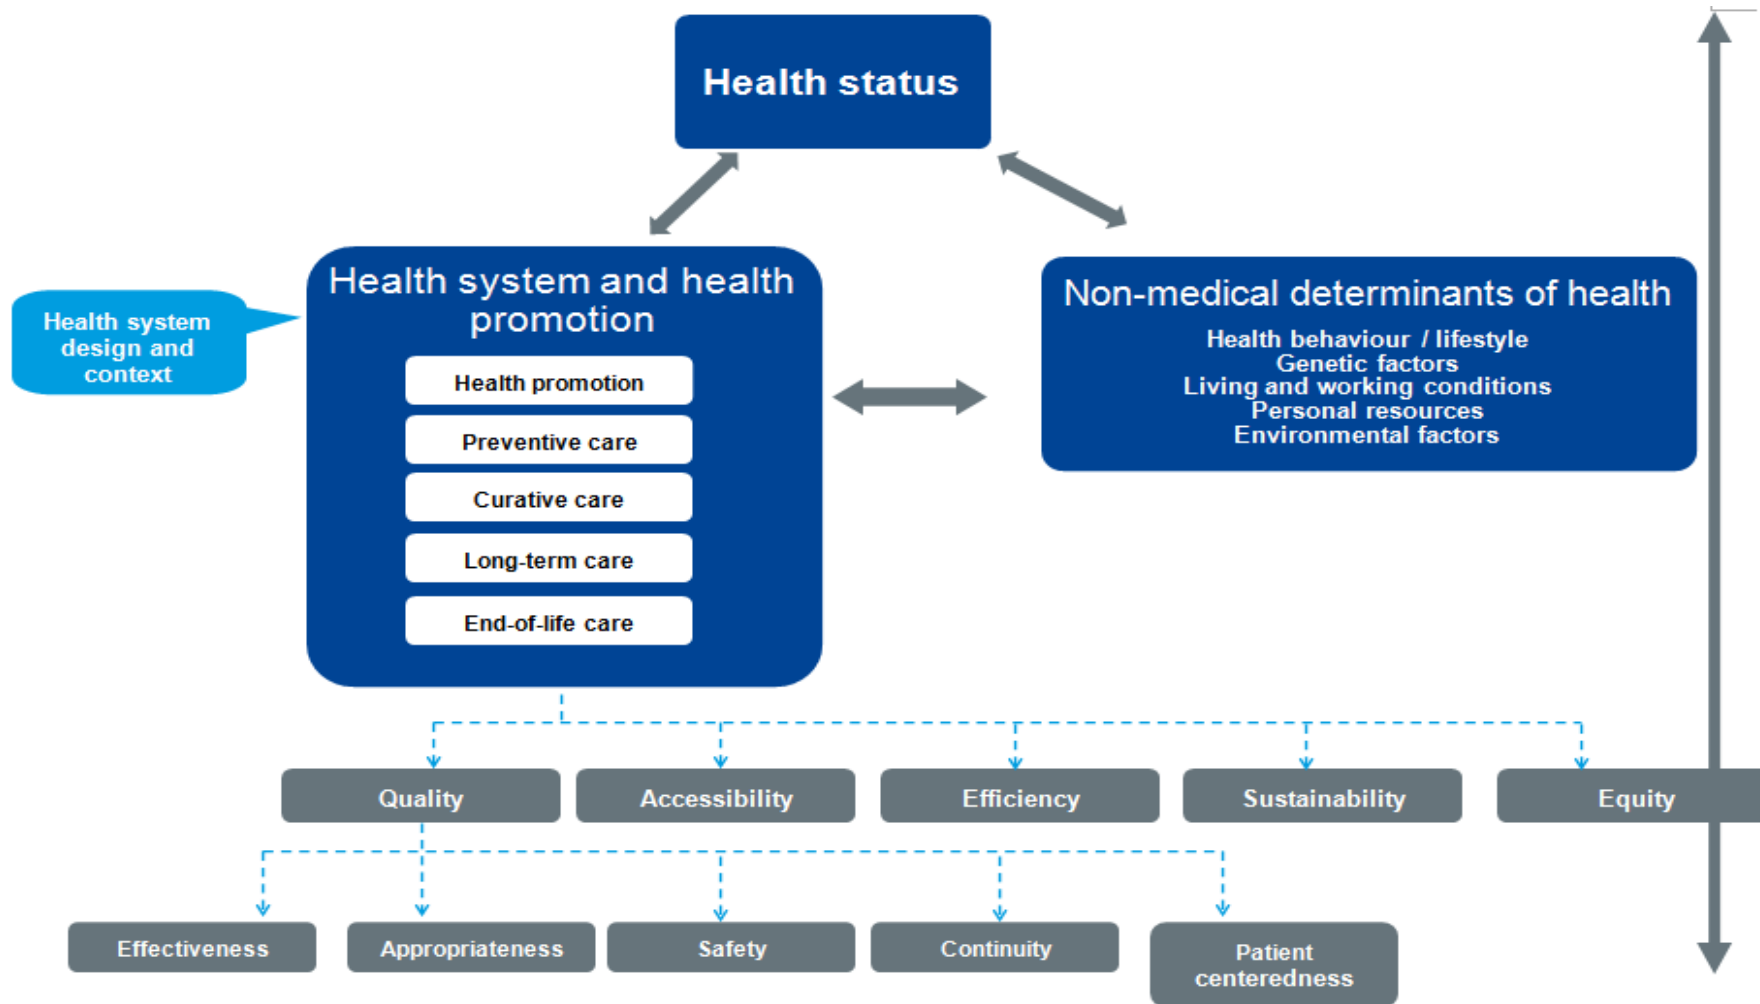 Health status
Health system and health
promotion
Health system
design and
context
Health promotion
Preventive care
Curative care
Long-term care
End-of-life care
Non-medical determinants of health
Health behaviour / lifestyle
Genetic factors
Living and working conditions
Personal resources
Environmental factors
Quality
Accessibility
Efficiency
Sustainability
Equity
Effectiveness
Appropriateness
Safety
Continuity
Patient
centeredness